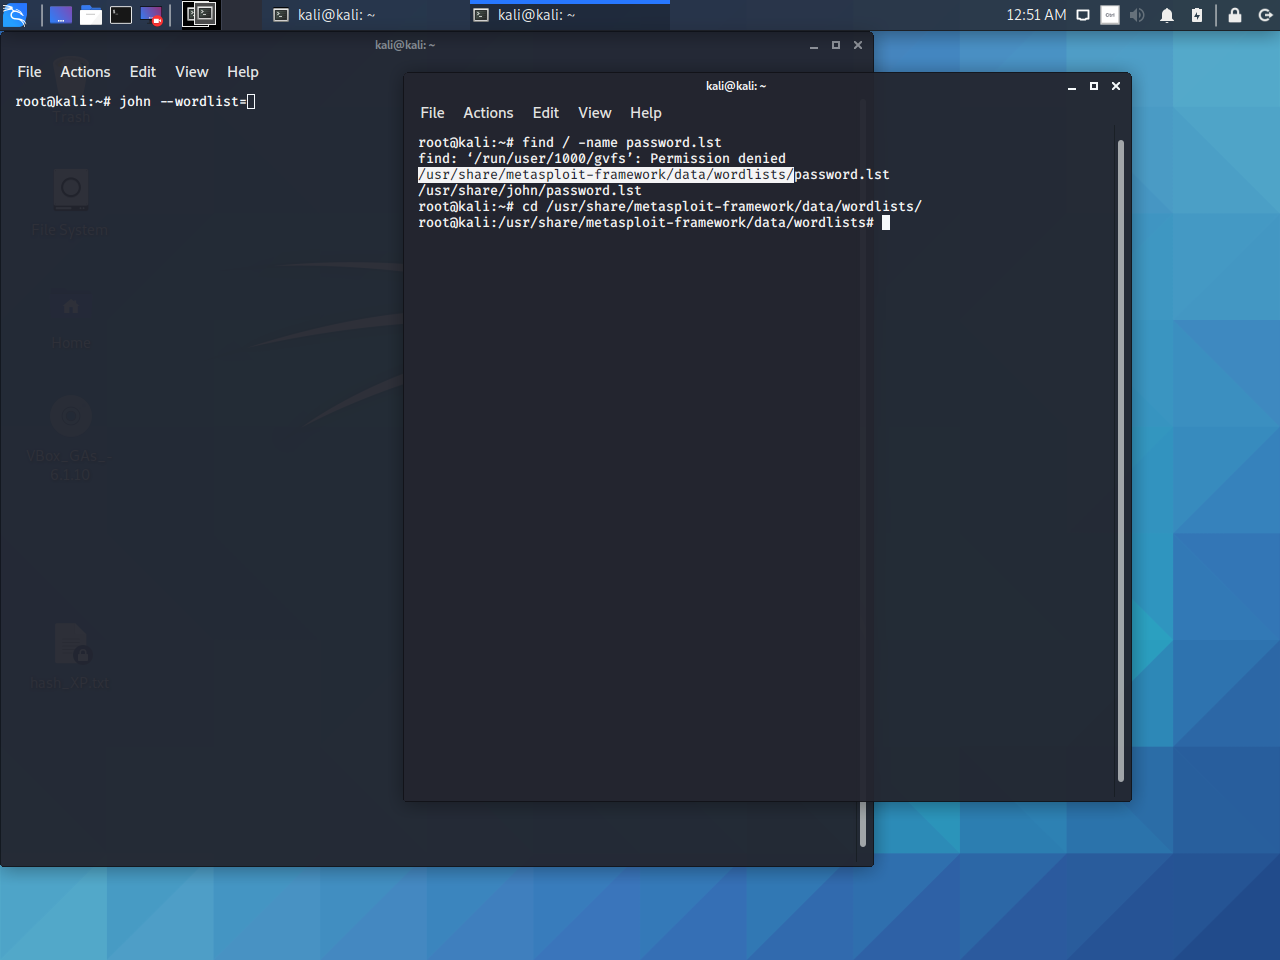 kali@kali: ~
kali@kali: ~
12:51 AM
kali@kali: ~
File Actions Edit View Help
root@kali:~# john --wordlist=
Trash
File System
Home
VBox_GAs_
6.1.10
hash_XP.txt
kali@kali: ~
File Actions Edit View Help
root@kali:~# find / -name password.lst
find: ‘/run/user/1000/gvfs’: Permission denied
/usr/share/metasploit-framework/data/wordlists/password.lst
/usr/share/john/password.lst
root@kali:~# cd /usr/share/metasploit-framework/data/wordlists/
root@kali:/usr/share/metasploit-framework/data/wordlists#